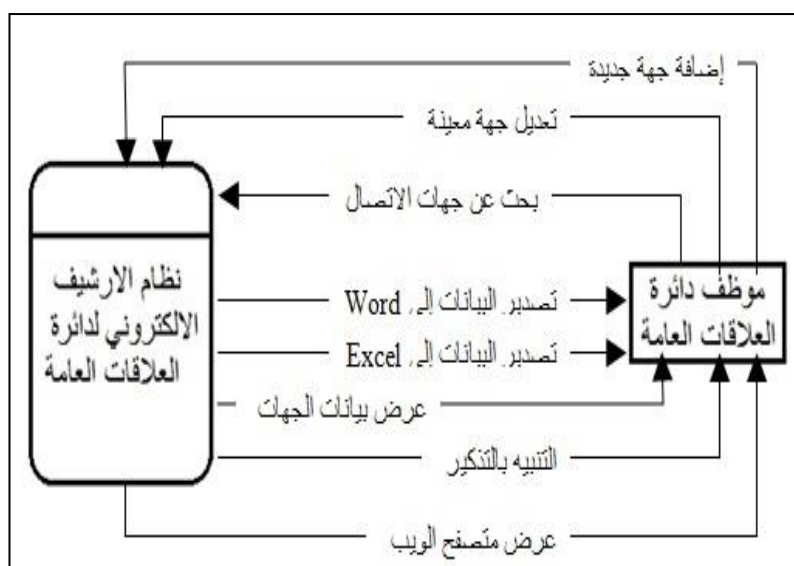 إضافة جهة جديدة
تعديل جهة معينة
بحث عن جهات الاتصال
نظام الارشيف
الالكتروني لدائرة
العلاقات العامة
موظف دائرة
العلاقات العامة
تصدير البيانات إلى Word
تصدير البيانات إلى Excel
عرض بيانات الجهات
التنبيه بالتذكير
عرض متصفح الويب